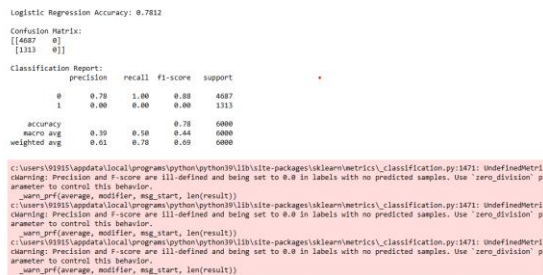 Logistic Regression Accuracy: 0.7812
Confusion Matrix:
[[4687 0]
[1313 0]]
Classification Report:
precision recall f1-score support
0 0.78 1.00 0.88 4687
1 0.00 0.00 0.00 1313
accuracy 0.78 6000
macro avg 0.39 0.50 0.44 6000
weighted avg 0.61 0.78 0.69 6000
c:\users\91915\appdata\local\programs\python\python39\lib\site-packages\sklearn\metrics\_classification.py:1471: UndefinedMetri
cWarning: Precision and F-score are ill-defined and being set to 0.0 in labels with no predicted samples. Use `zero_division` p
arameter to control this behavior.
_warn_prf(average, modifier, msg_start, len(result))
c:\users\91915\appdata\local\programs\python\python39\lib\site-packages\sklearn\metrics\_classification.py:1471: UndefinedMetri
cWarning: Precision and F-score are ill-defined and being set to 0.0 in labels with no predicted samples. Use `zero_division` p
arameter to control this behavior.
_warn_prf(average, modifier, msg_start, len(result))
c:\users\91915\appdata\local\programs\python\python39\lib\site-packages\sklearn\metrics\_classification.py:1471: UndefinedMetri
cWarning: Precision and F-score are ill-defined and being set to 0.0 in labels with no predicted samples. Use `zero_division` p
arameter to control this behavior.
_warn_prf(average, modifier, msg_start, len(result))